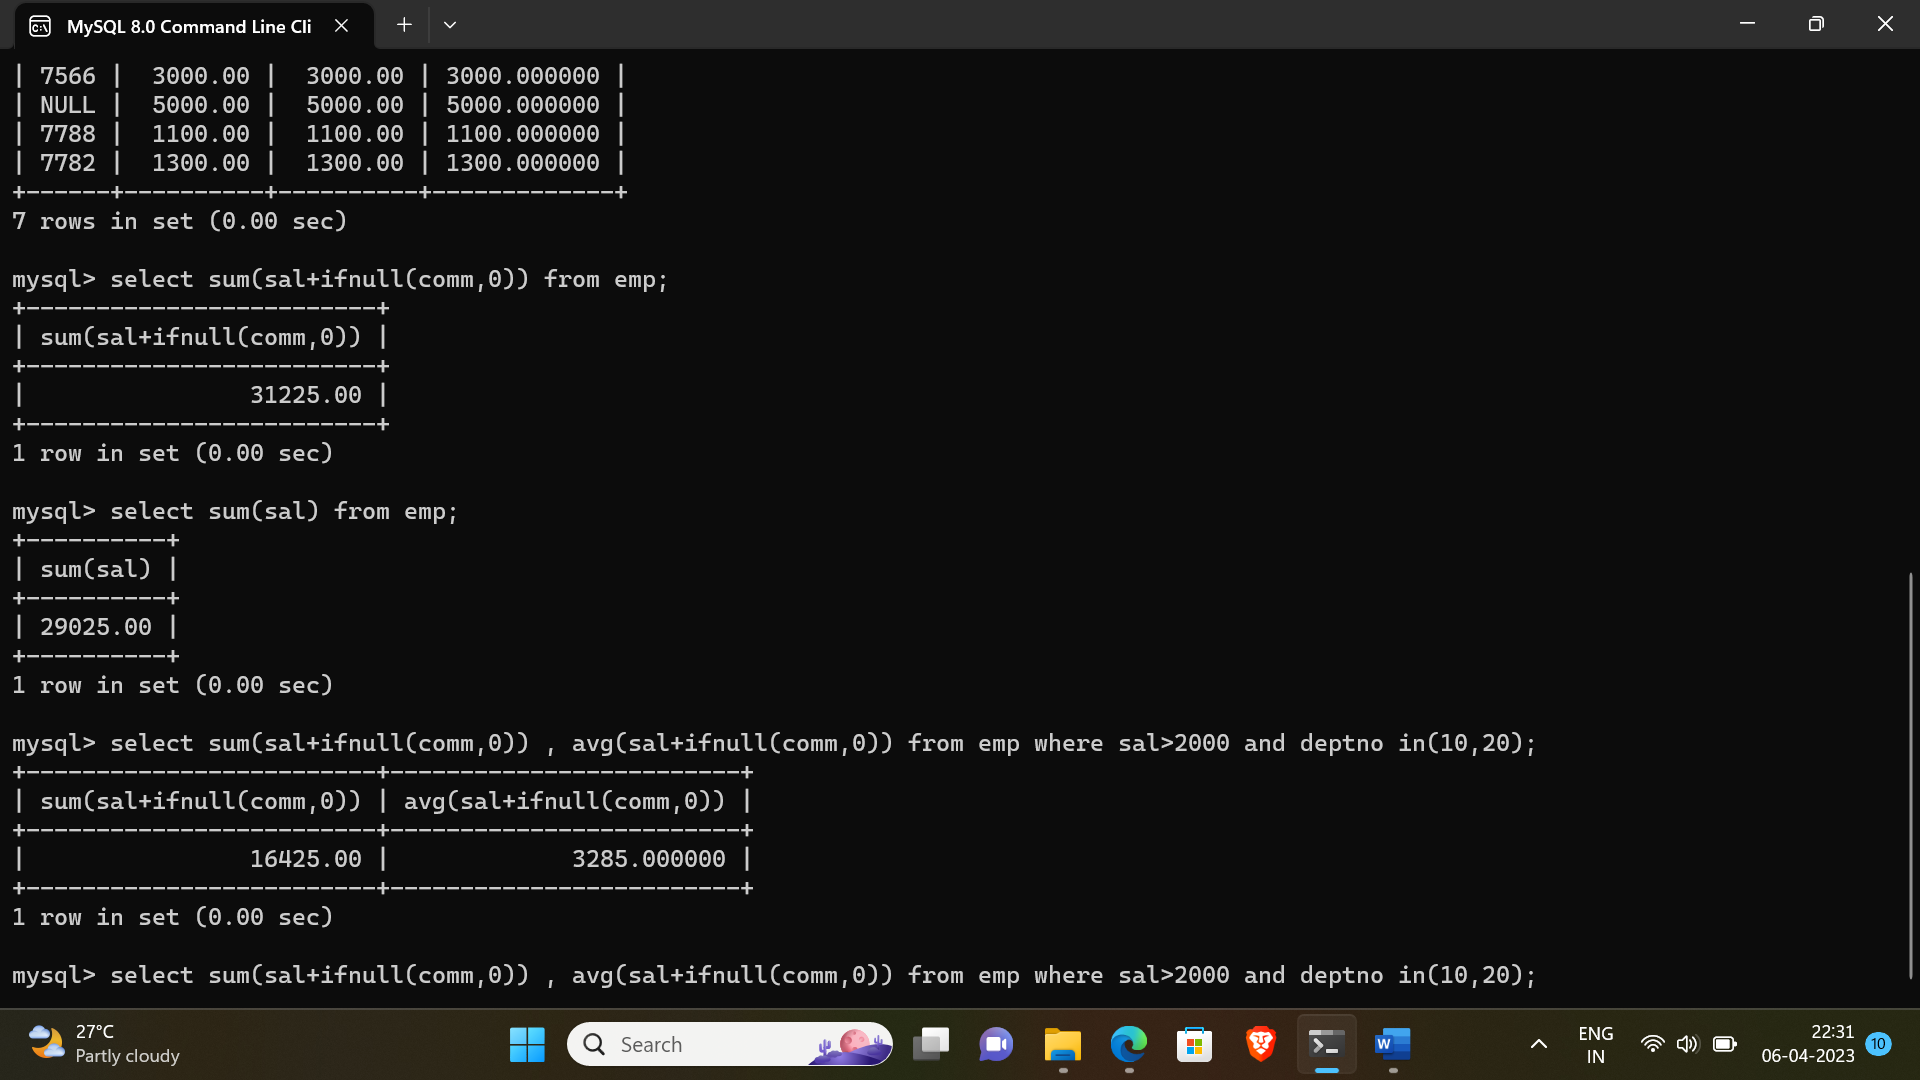 MySQL 8.0 Command Line Cli
| 7566 |  3000.00 |  3000.00 | 3000.000000 |
| NULL |  5000.00 |  5000.00 | 5000.000000 |
| 7788 |  1100.00 |  1100.00 | 1100.000000 |
| 7782 |  1300.00 |  1300.00 | 1300.000000 |
+------+----------+----------+-------------+
7 rows in set (0.00 sec)
mysql> select sum(sal+ifnull(comm,0)) from emp;
+-------------------------+
| sum(sal+ifnull(comm,0)) |
+-------------------------+
|                31225.00 |
+-------------------------+
1 row in set (0.00 sec)
mysql> select sum(sal) from emp;
+----------+
| sum(sal) |
+----------+
| 29025.00 |
+----------+
1 row in set (0.00 sec)
mysql> select sum(sal+ifnull(comm,0)) , avg(sal+ifnull(comm,0)) from emp where sal>2000 and deptno in(10,20);
+-------------------------+-------------------------+
| sum(sal+ifnull(comm,0)) | avg(sal+ifnull(comm,0)) |
+-------------------------+-------------------------+
|                16425.00 |             3285.000000 |
+-------------------------+-------------------------+
1 row in set (0.00 sec)
mysql> select sum(sal+ifnull(comm,0)) , avg(sal+ifnull(comm,0)) from emp where sal>2000 and deptno in(10,20);
27°C
Partly cloudy
Search
ENG
IN
22:31
06-04-2023
10